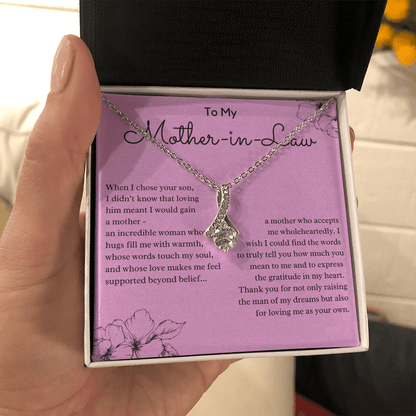 To My
Mother-in-Law
When I chose your son,
I didn't know that loving
him meant I would gain
a mother -
an incredible woman who
hugs fill me with warmth,
whose words touch my soul,
and whose love makes me feel
supported beyond belief...
a mother who accepts
me wholeheartedly. I
wish I could find the words
to truly tell you how much you
mean to me and to express
the gratitude in my heart.
Thank you for not only raising
the man of my dreams but also
for loving me as your own.